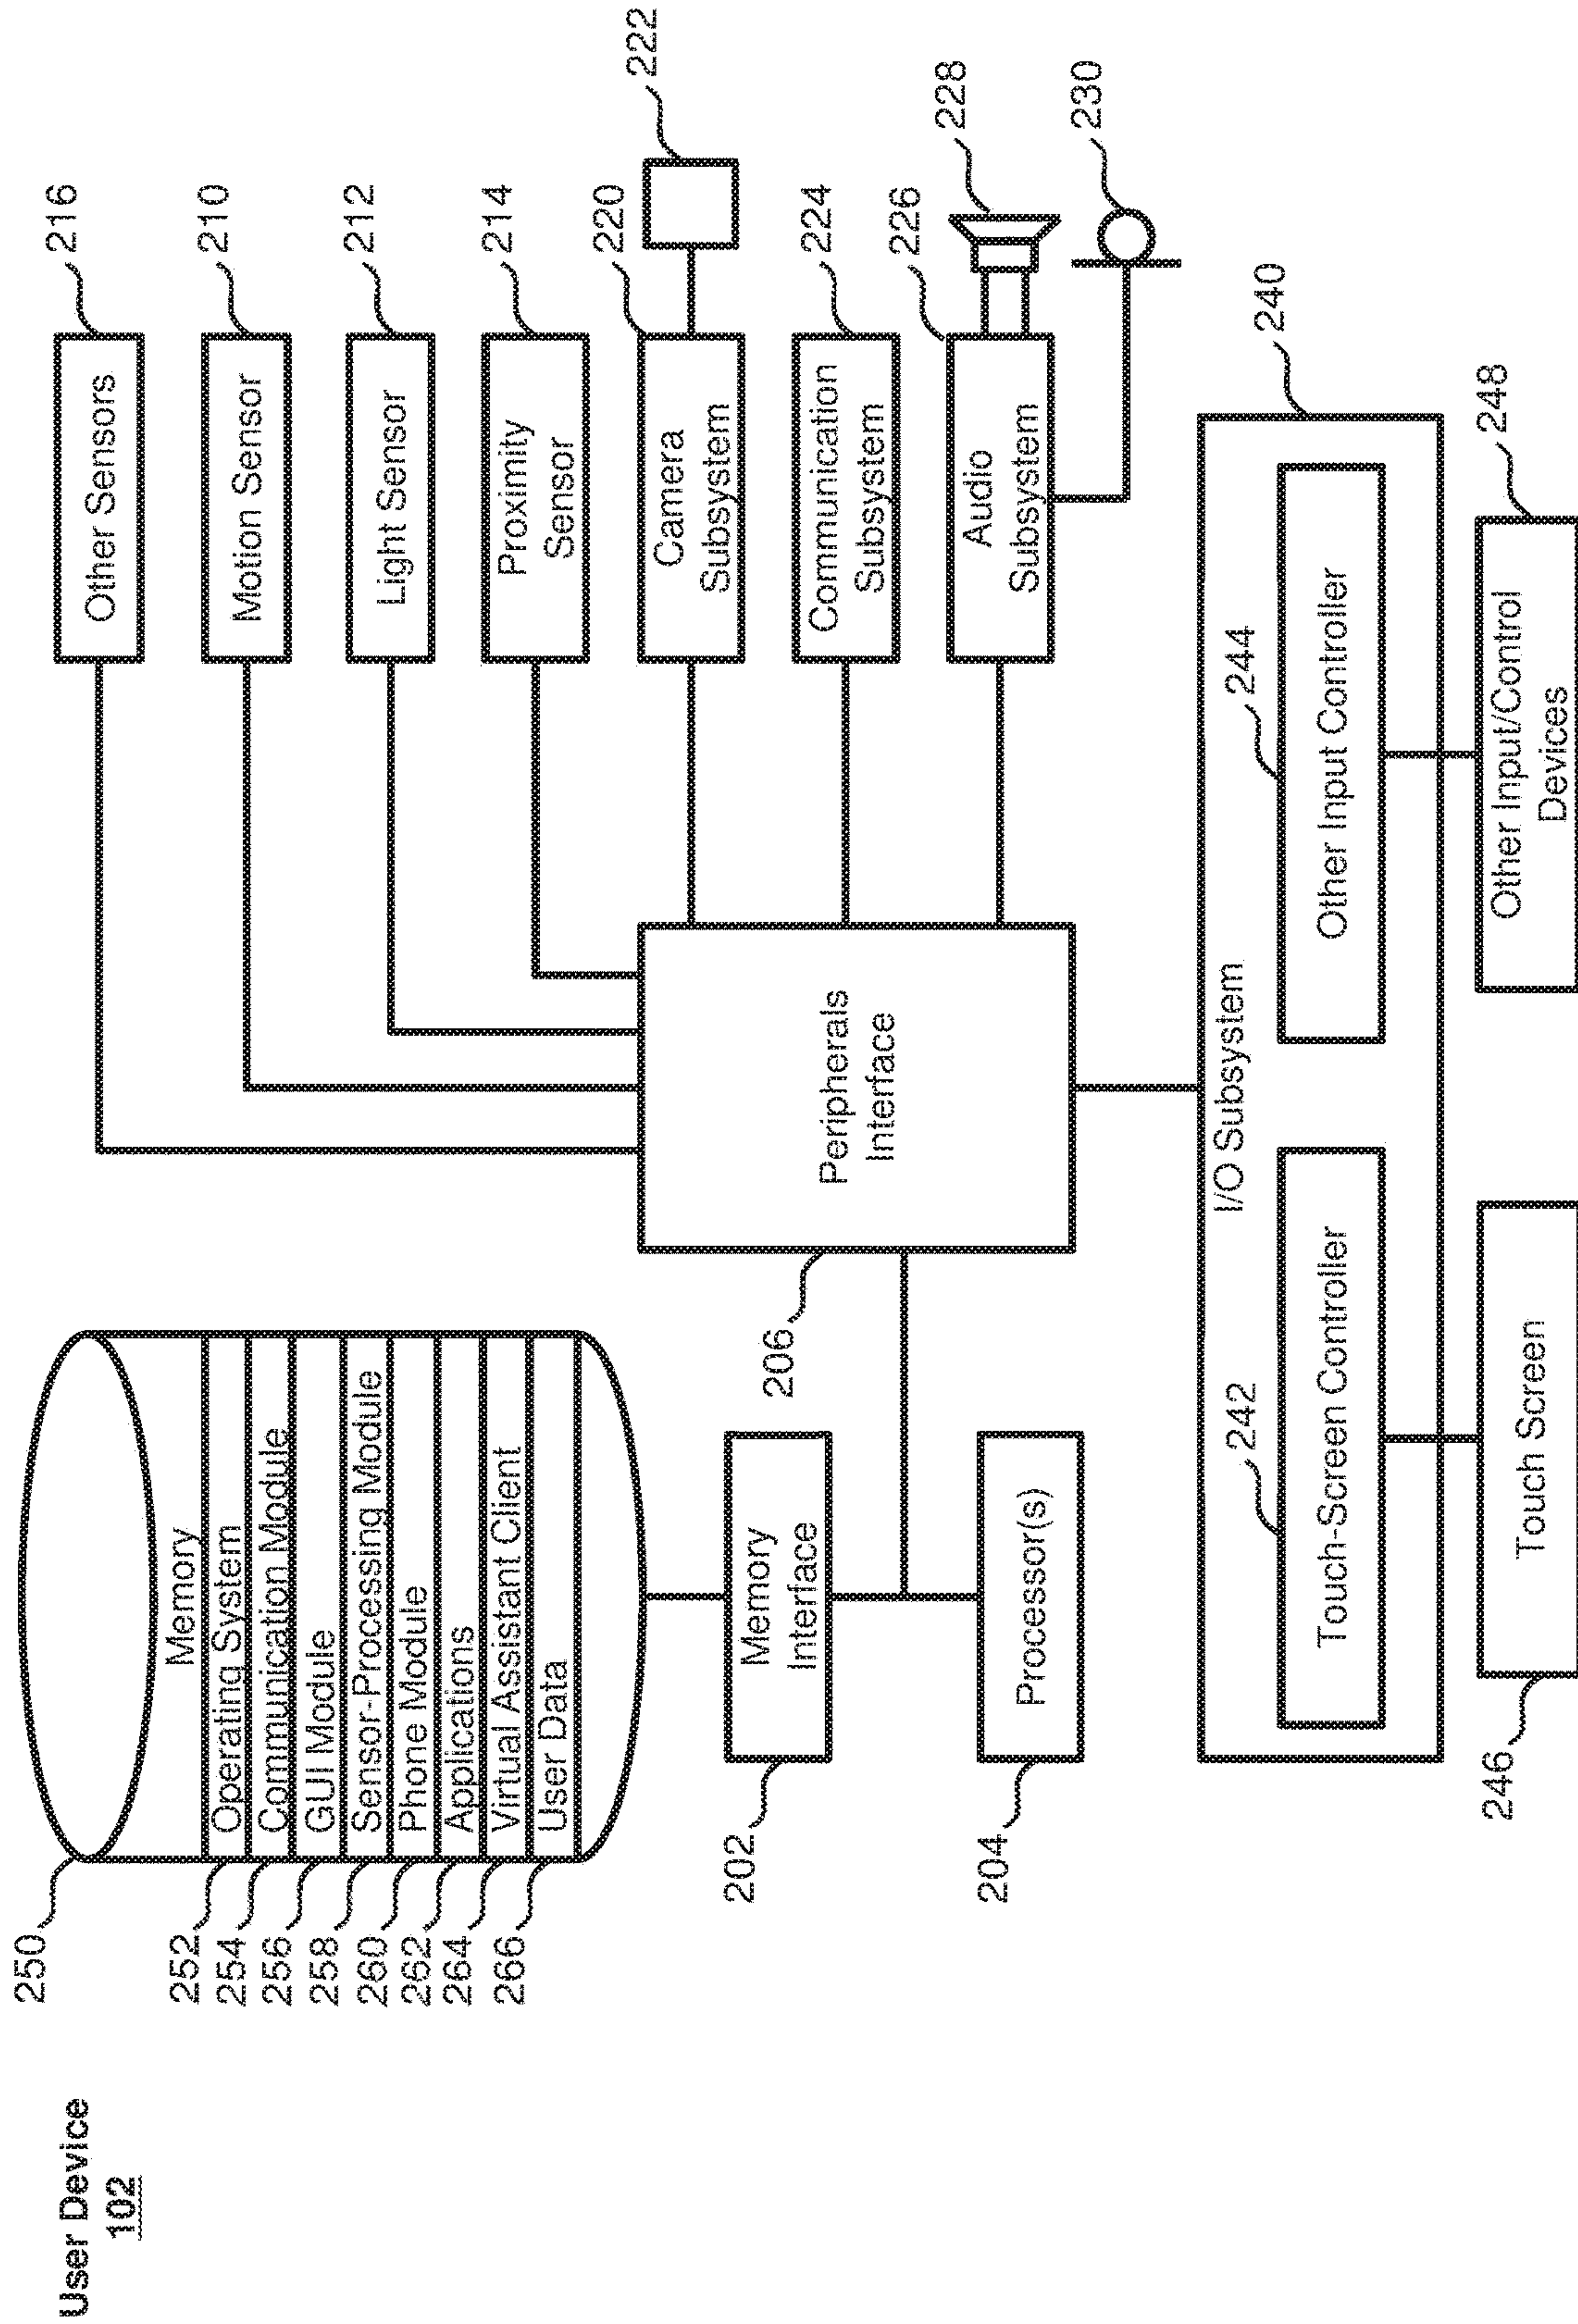 User Device
102
250
Memory
252
Operating System
254
Communication Module
256
GUI Module
258
Sensor-Processing Module
260
Phone Module
262
Applications
264
Virtual Assistant Client
266
User Data
216
Other Sensors
210
Motion Sensor
212
Light Sensor
214
Proximity
Sensor
220
Camera
Subsystem
222
224
Communication
Subsystem
226
Audio
Subsystem
228
230
206
Peripherals
Interface
202
Memory
Interface
204
Processor(s)
240
I/O Subsystem
242
Touch-Screen Controller
244
Other Input Controller
246
Touch Screen
248
Other Input/Control
Devices